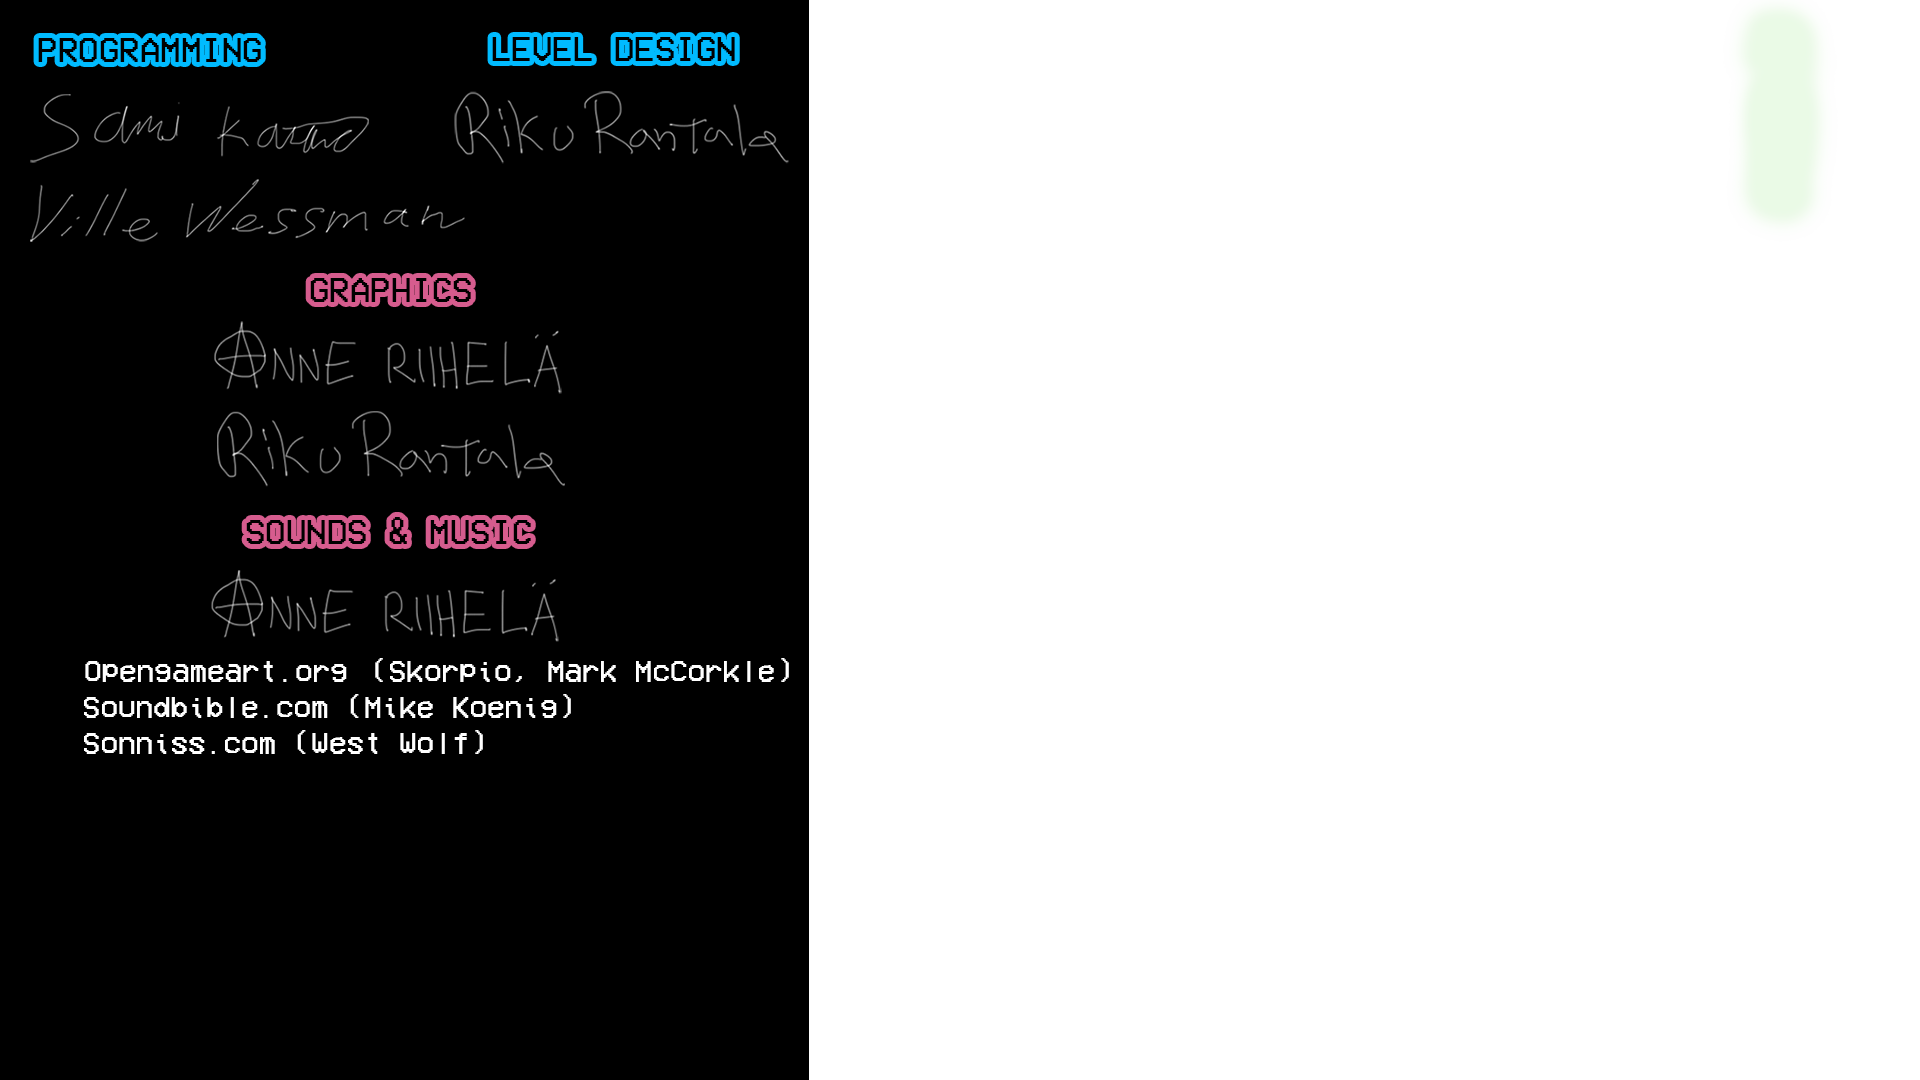 PROGRAMMING
Sami
Ville Wessman
LEVEL DESIGN
Riku Rantala
GRAPHICS
ANNE RIIHELÄ
Riku Rantala
SOUNDS & MUSIC
ANNE RIIHELÄ
Opengameart.org (Skorpio, Mark McCorkle)
Soundbible.com (Mike Koenig)
Sonniss.com (West Wolf)